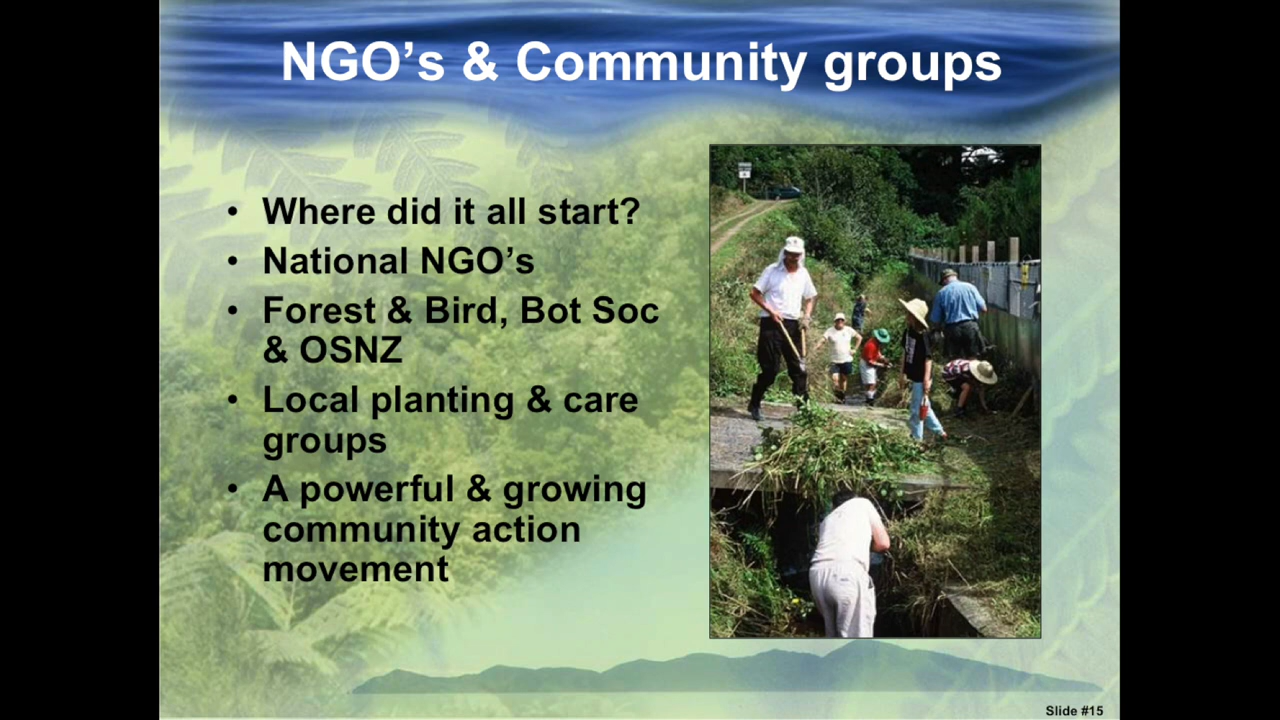 NGO’s & Community groups
• Where did it all start?
• National NGO’s
• Forest & Bird, Bot Soc
& OSNZ
• Local planting & care
groups
• A powerful & growing
community action
movement
Slide #15